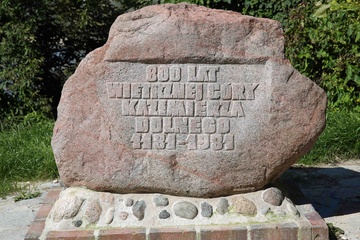 800 LAT
WIETRZNEJ GÓRY
KAZIMIERZA
DOLNEGO
1181-1981